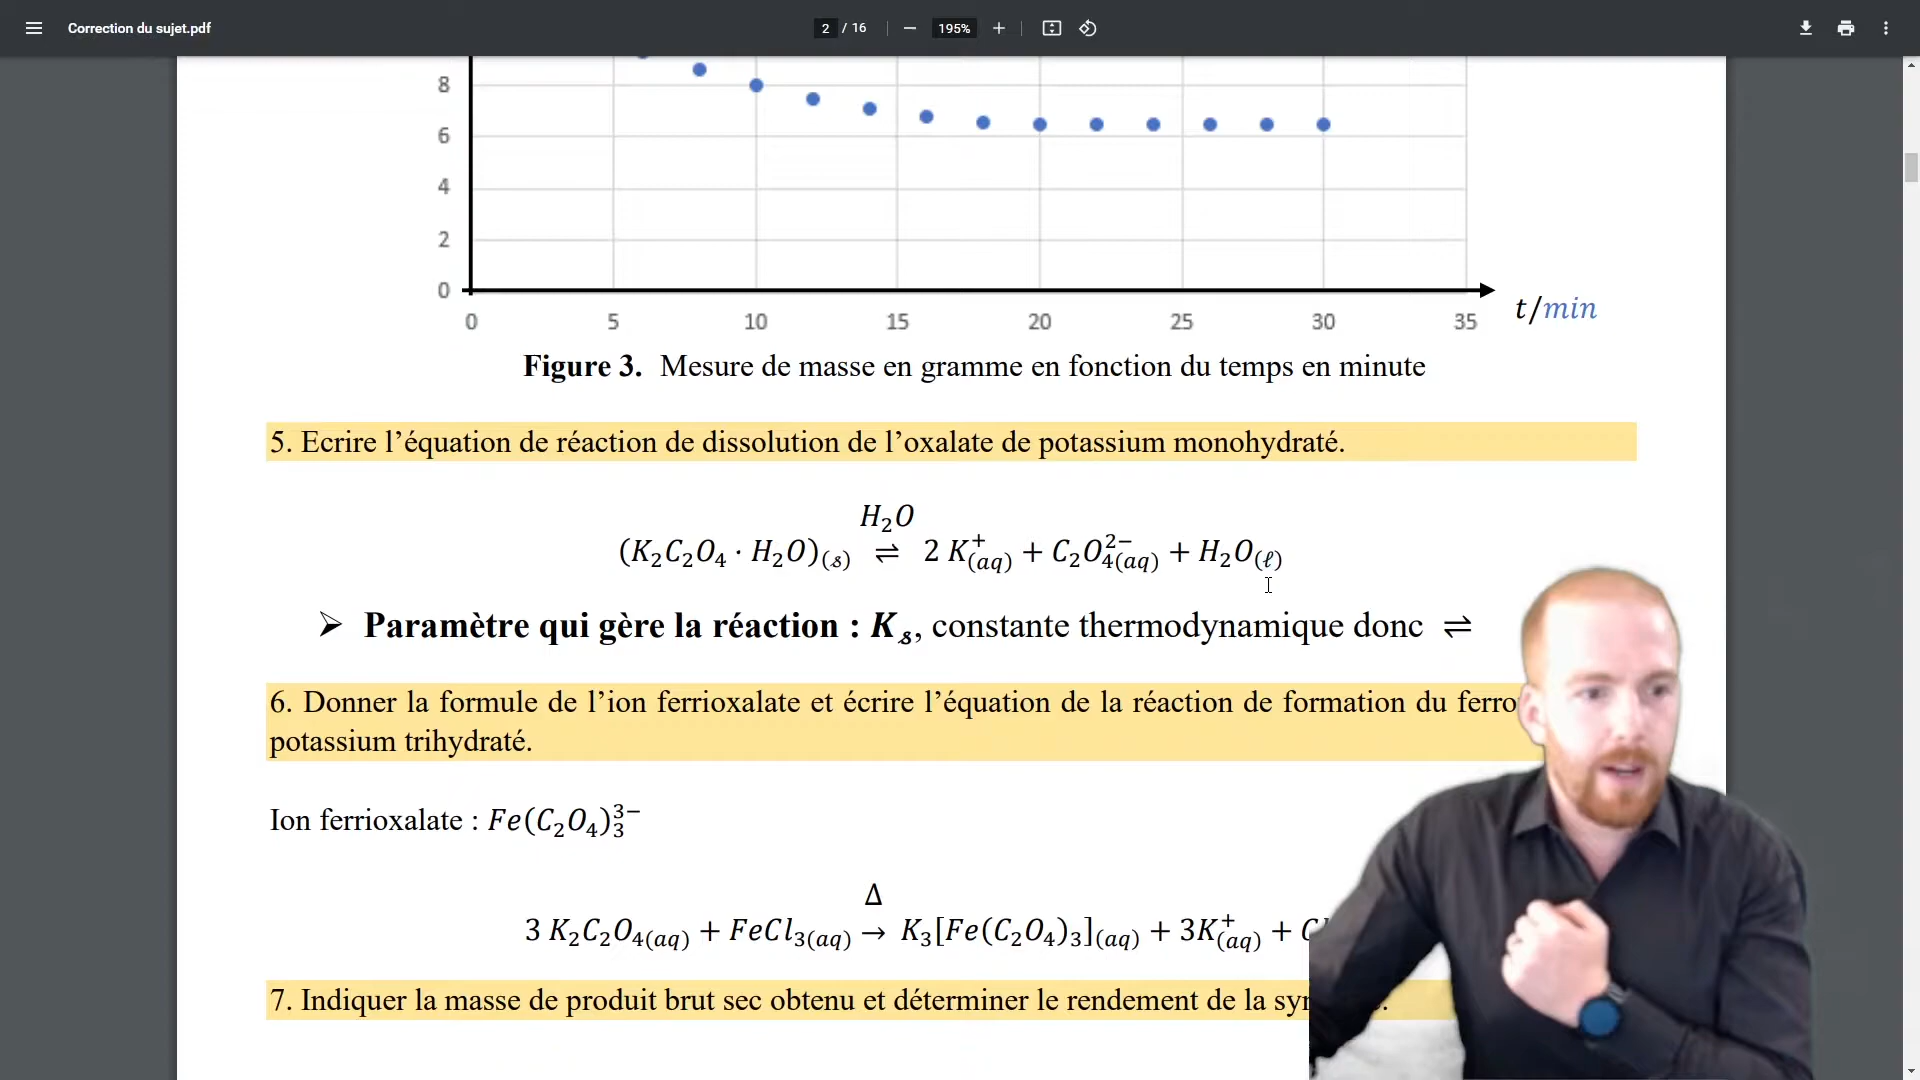 Correction du sujet.pdf
2 / 16
195%
8
6
4
2
0
0 5 10 15 20 25 30 35
t/min
Figure 3. Mesure de masse en gramme en fonction du temps en minute
5. Ecrire l’équation de réaction de dissolution de l’oxalate de potassium monohydraté.
H₂O
(K₂C₂O₄ · H₂O)₍𝓈₎ ⇌ 2 K⁺₍aq₎ + C₂O₄²⁻₍aq₎ + H₂O₍ℓ₎
➢ Paramètre qui gère la réaction : K𝓈, constante thermodynamique donc ⇌
6. Donner la formule de l’ion ferrioxalate et écrire l’équation de la réaction de formation du
potassium trihydraté.
Ion ferrioxalate : Fe(C₂O₄)₃³⁻
Δ
3 K₂C₂O₄₍aq₎ + FeCl₃₍aq₎ → K₃[Fe(C₂O₄)₃]₍aq₎ + 3K⁺₍aq₎ +
7. Indiquer la masse de produit brut sec obtenu et déterminer le rendement de la